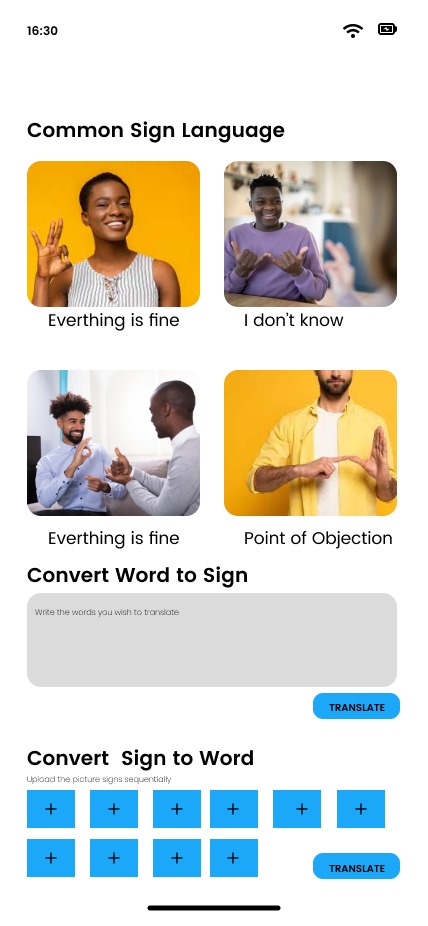 16:30
Common Sign Language
Everthing is fine
I don't know
Everthing is fine
Point of Objection
Convert Word to Sign
Write the words you wish to translate
TRANSLATE
Convert Sign to Word
Upload the picture signs sequentially
+ + + + + +
+ + + +
TRANSLATE